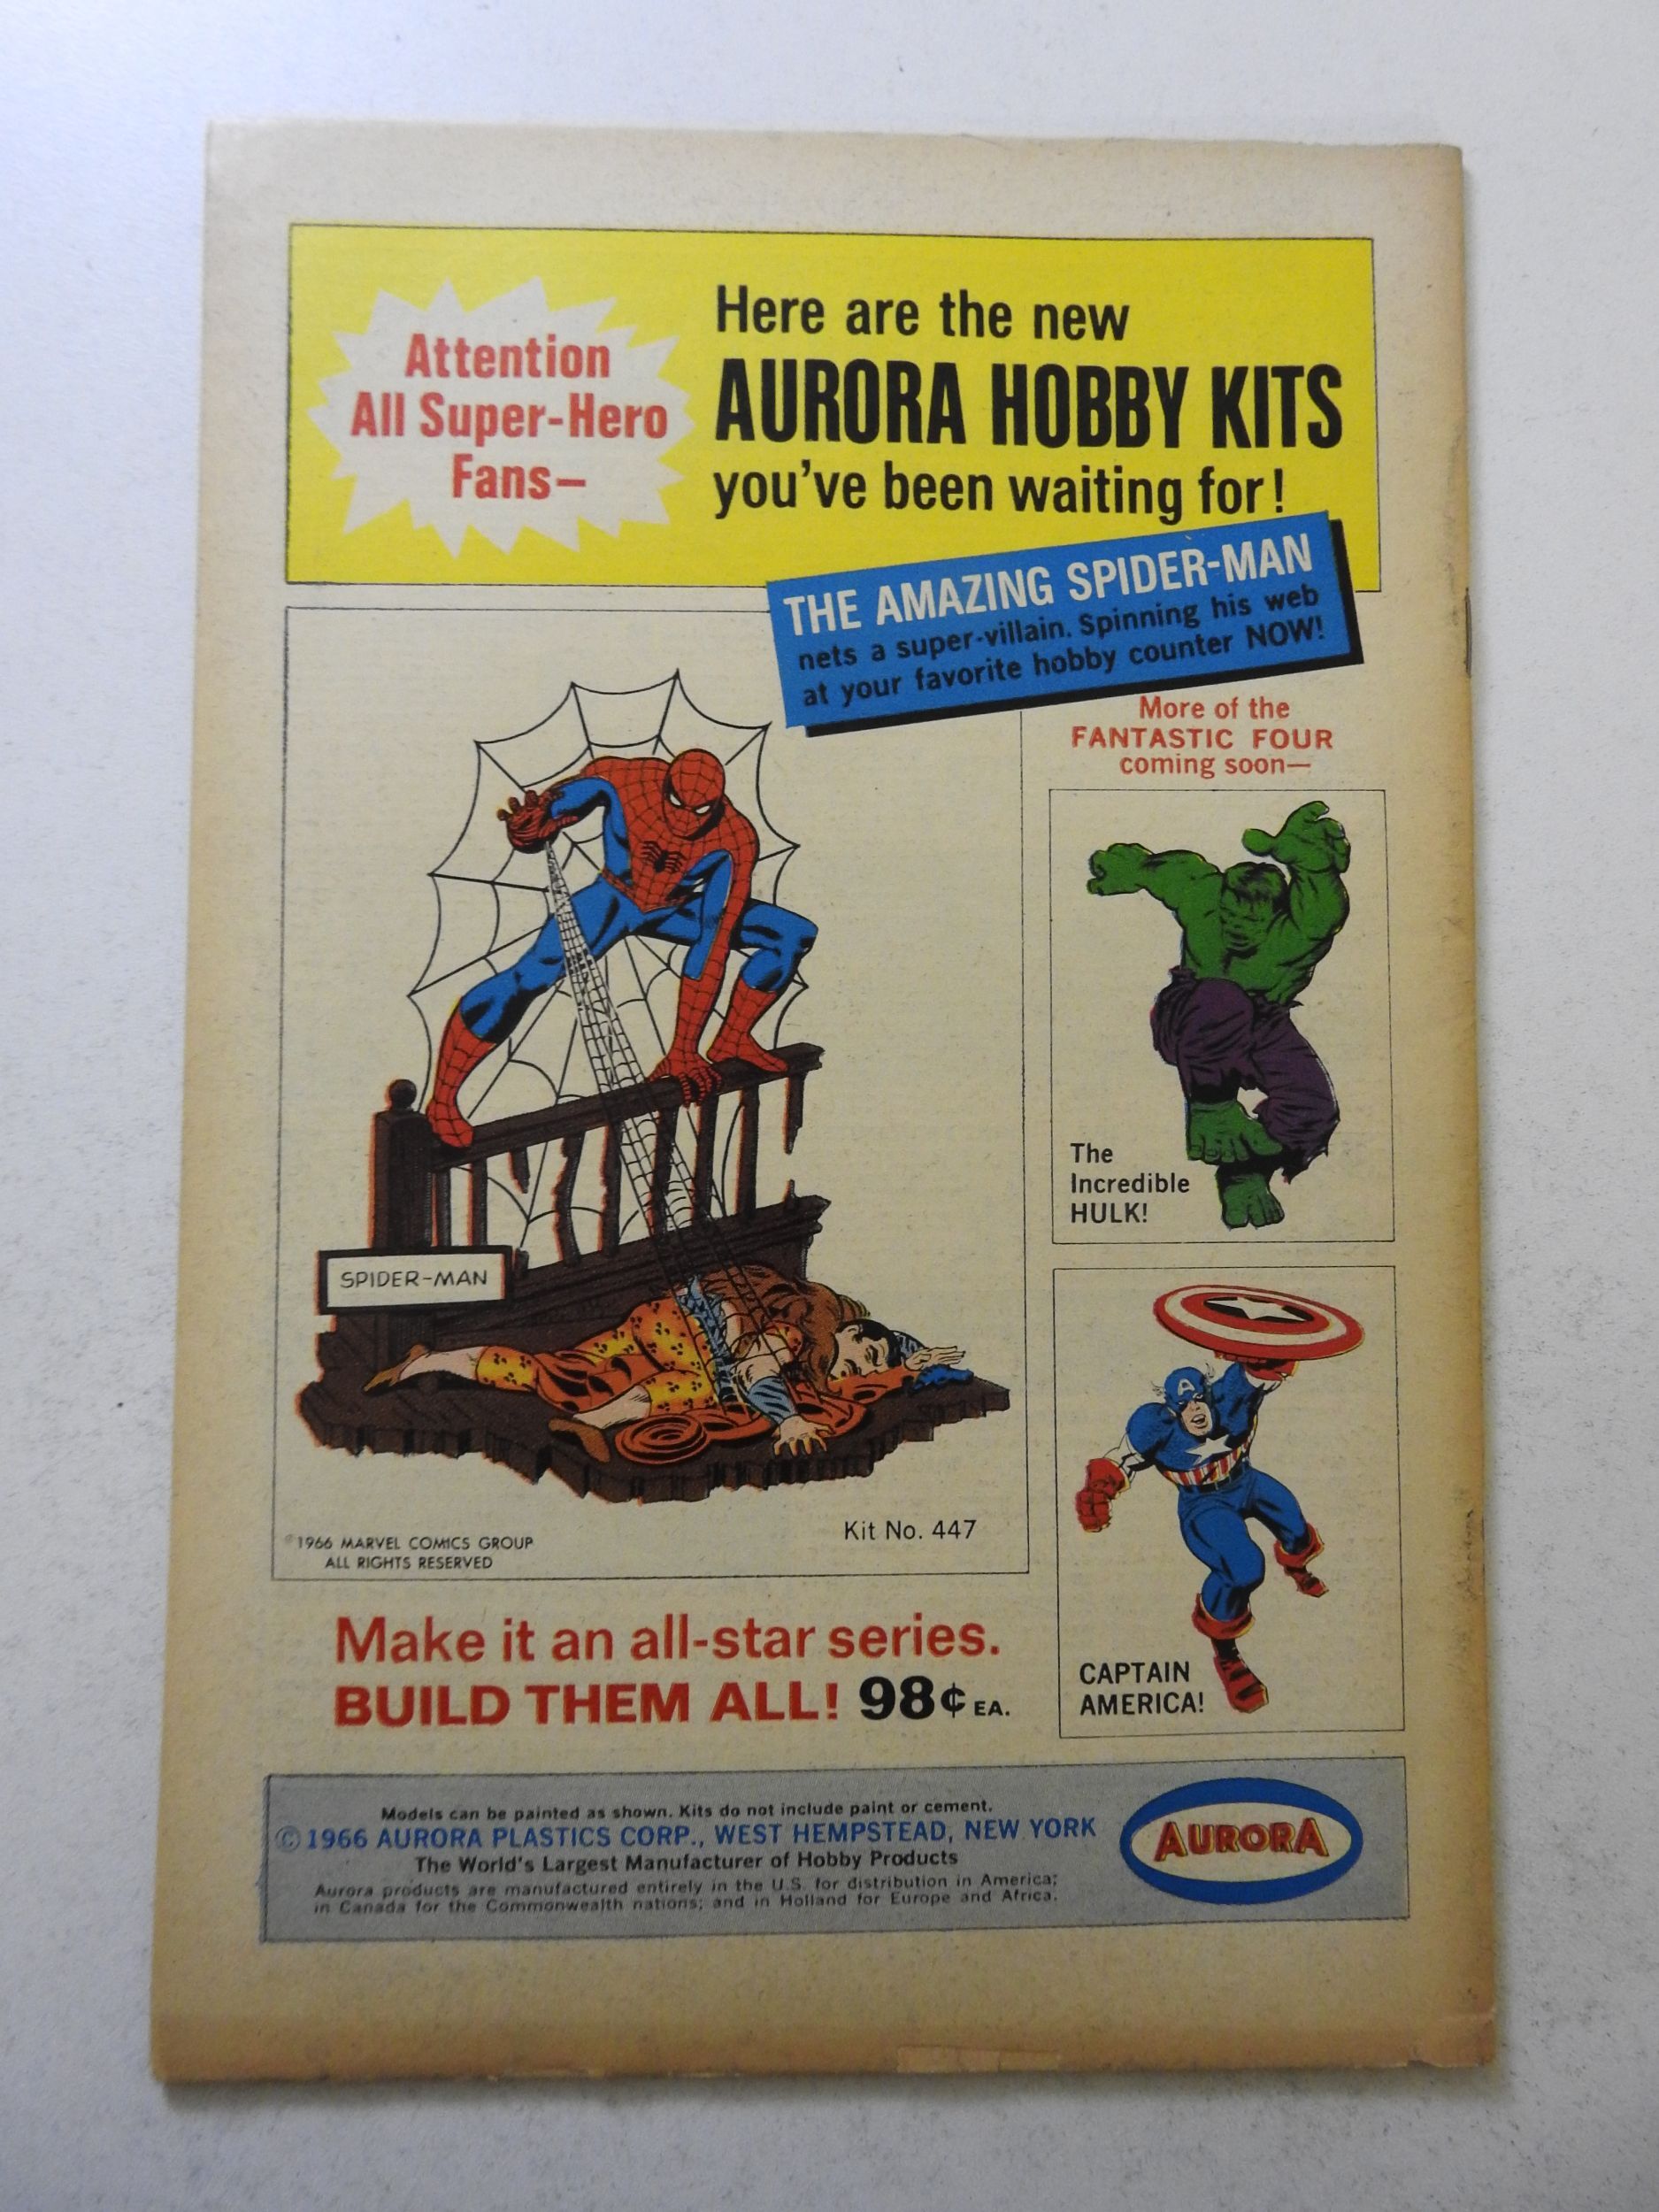 Attention
All Super-Hero
Fans—
Here are the new
AURORA HOBBY KITS
you've been waiting for!
THE AMAZING SPIDER-MAN
nets a super-villain. Spinning his web
at your favorite hobby counter NOW!
More of the
FANTASTIC FOUR
coming soon—
The
Incredible
HULK!
SPIDER-MAN
A
Kit No. 447
©1966 MARVEL COMICS GROUP
ALL RIGHTS RESERVED
CAPTAIN
AMERICA!
Make it an all-star series.
BUILD THEM ALL! 98¢ EA.
Models can be painted as shown. Kits do not include paint or cement.
© 1966 AURORA PLASTICS CORP., WEST HEMPSTEAD, NEW YORK
The World's Largest Manufacturer of Hobby Products
Aurora products are manufactured entirely in the U.S. for distribution in America;
in Canada for the Commonwealth nations; and in Holland for Europe and Africa.
AURORA